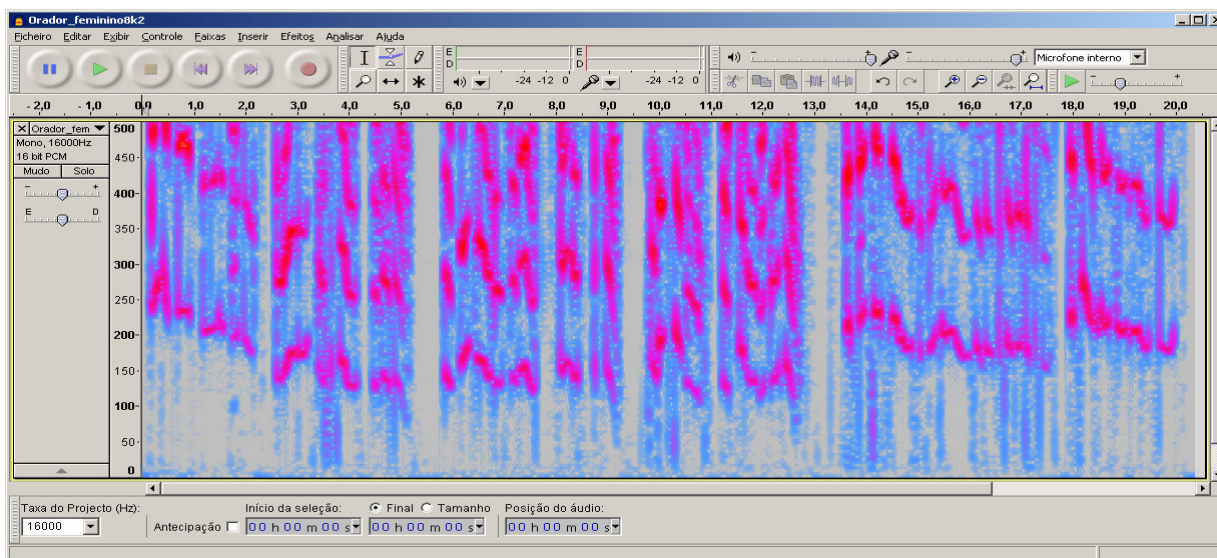 Orador_feminino8k2
Ficheiro Editar Exibir Controle Faixas Inserir Efeitos Analisar Ajuda
E
D
-24 -12 0
E
D
-24 -12 0
Microfone interno
- 2,0 - 1,0 0,0 1,0 2,0 3,0 4,0 5,0 6,0 7,0 8,0 9,0 10,0 11,0 12,0 13,0 14,0 15,0 16,0 17,0 18,0 19,0 20,0
X Orador_fem
Mono, 16000Hz
16 bit PCM
Mudo Solo
- +
E D
500
450-
400-
350-
300-
250-
200-
150-
100-
50-
0
Taxa do Projecto (Hz): Início da seleção: Final Tamanho Posição do áudio:
16000 Antecipação 00 h 00 m 00 s 00 h 00 m 00 s 00 h 00 m 00 s